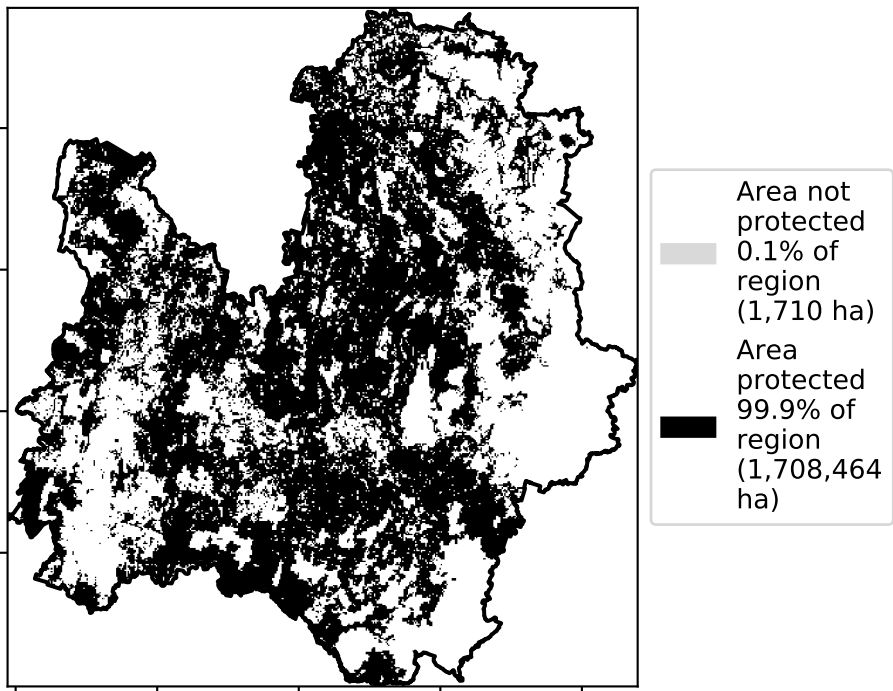 Area not
protected
0.1% of
region
(1,710 ha)
Area
protected
99.9% of
region
(1,708,464
ha)